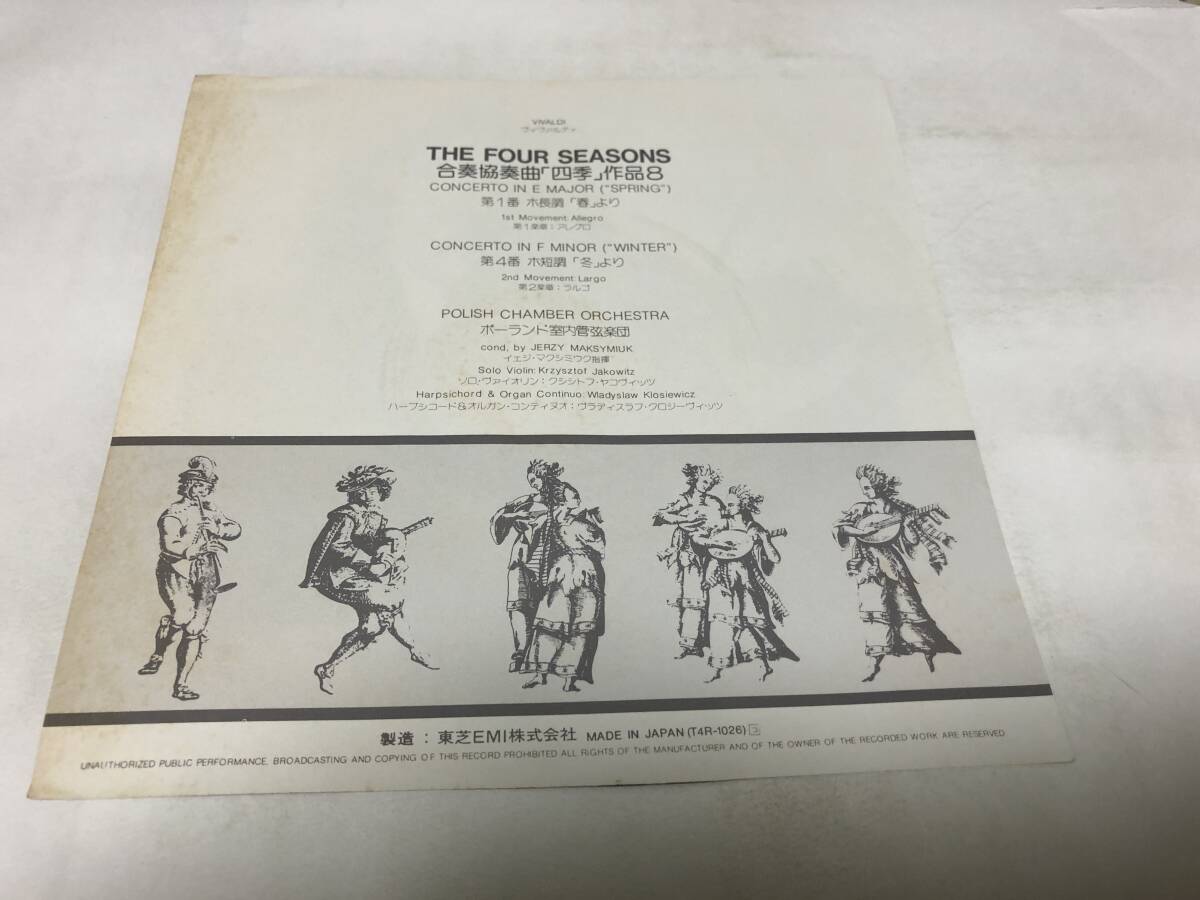 VIVALDI
ヴィヴァルディ
THE FOUR SEASONS
合奏協奏曲「四季」作品8
CONCERTO IN E MAJOR ("SPRING")
第1番 ホ長調「春」より
1st Movement: Allegro
第1楽章：アレグロ
CONCERTO IN F MINOR ("WINTER")
第4番 ホ短調「冬」より
2nd Movement: Largo
第2楽章：ラルゴ
POLISH CHAMBER ORCHESTRA
ポーランド室内管弦楽団
cond, by JERZY MAKSYMIUK
イェジ・マクシミウク指揮
Solo Violin: Krzysztof Jakowitz
ソロ・ヴァイオリン：クシシトフ・ヤコヴィッツ
Harpsichord & Organ Continuo: Wladyslaw Klosiewicz
ハープシコード&オルガン・コンティヌオ：ヴラディスラフ・クロジーヴィッツ
製造：東芝EMI株式会社 MADE IN JAPAN (T4R-1026)
UNAUTHORIZED PUBLIC PERFORMANCE, BROADCASTING AND COPYING OF THIS RECORD PROHIBITED ALL RIGHTS OF THE MANUFACTURER AND OF THE OWNER OF THE RECORDED WORK ARE RESERVED